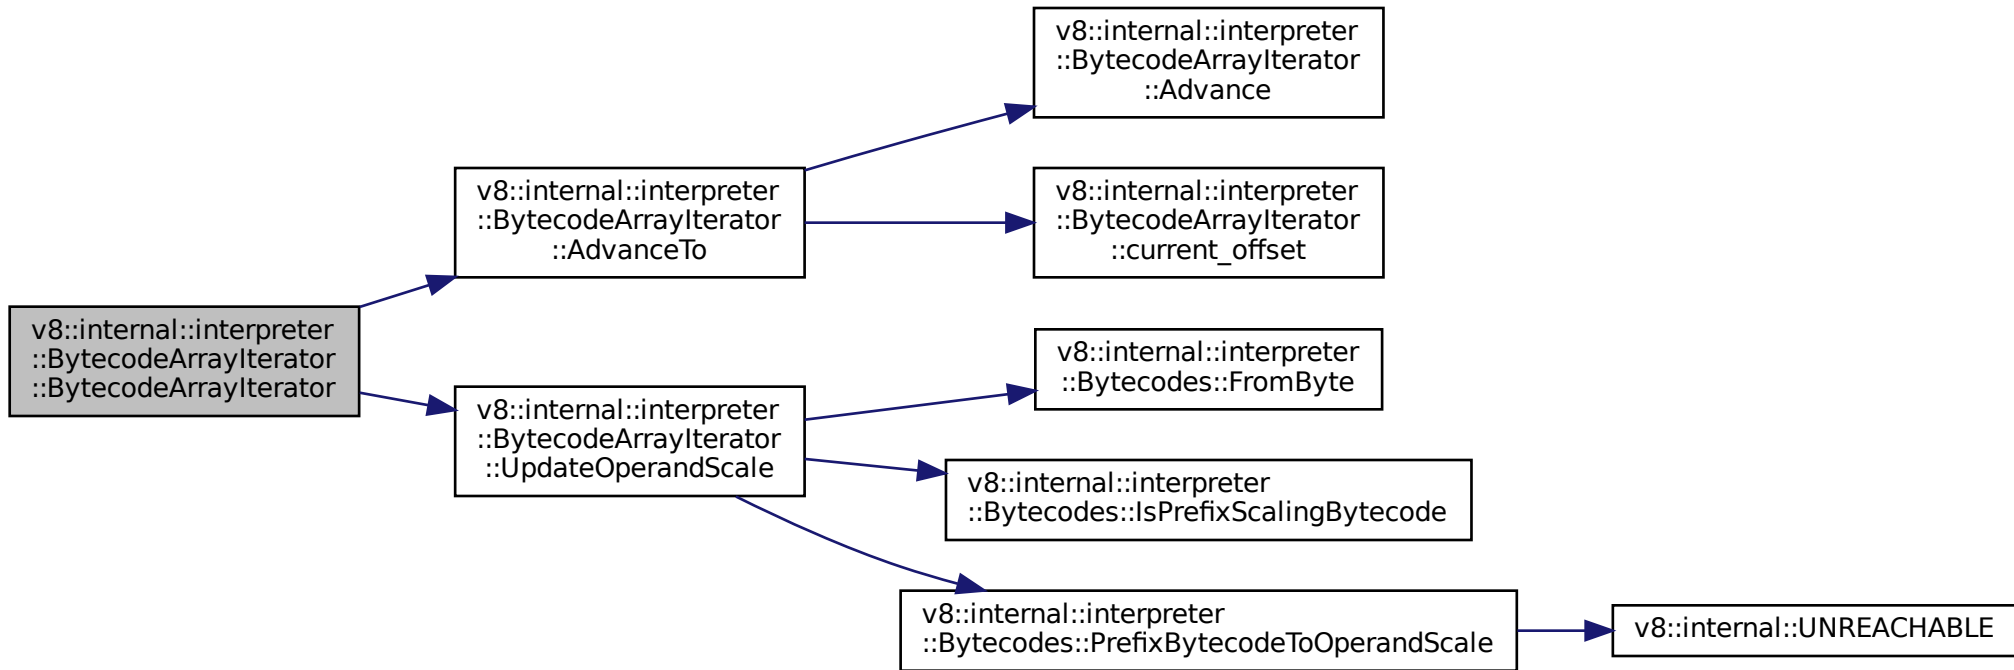 v8::internal::interpreter
::BytecodeArrayIterator
::BytecodeArrayIterator
v8::internal::interpreter
::BytecodeArrayIterator
::AdvanceTo
v8::internal::interpreter
::BytecodeArrayIterator
::Advance
v8::internal::interpreter
::BytecodeArrayIterator
::current_offset
v8::internal::interpreter
::BytecodeArrayIterator
::UpdateOperandScale
v8::internal::interpreter
::Bytecodes::FromByte
v8::internal::interpreter
::Bytecodes::IsPrefixScalingBytecode
v8::internal::interpreter
::Bytecodes::PrefixBytecodeToOperandScale
v8::internal::UNREACHABLE